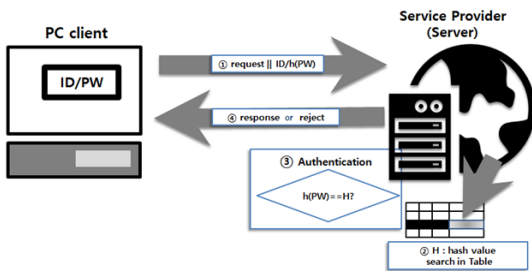 PC client
Service Provider
(Server)
ID/PW
① request || ID/h(PW)
④ response or reject
③ Authentication
h(PW)==H?
② H : hash value
search in Table